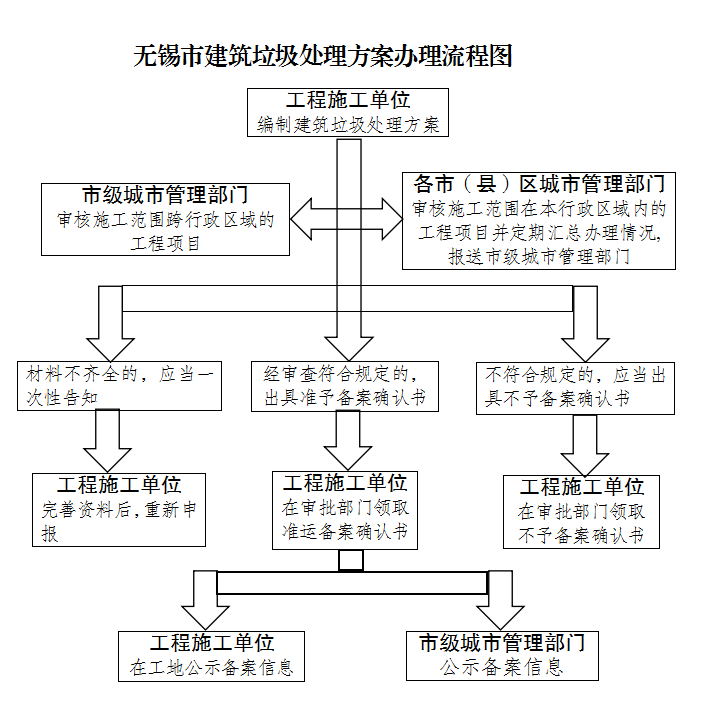 无锡市建筑垃圾处理方案办理流程图
工程施工单位
编制建筑垃圾处理方案
市级城市管理部门
审核施工范围跨行政区域的
工程项目
各市（县）区城市管理部门
审核施工范围在本行政区域内的
工程项目并定期汇总办理情况,
报送市级城市管理部门
材料不齐全的，应当一
次性告知
经审查符合规定的，
出具准予备案确认书
不符合规定的，应当出
具不予备案确认书
工程施工单位
完善资料后,重新申
报
工程施工单位
在审批部门领取
准运备案确认书
工程施工单位
在审批部门领取
不予备案确认书
工程施工单位
在工地公示备案信息
市级城市管理部门
公示备案信息